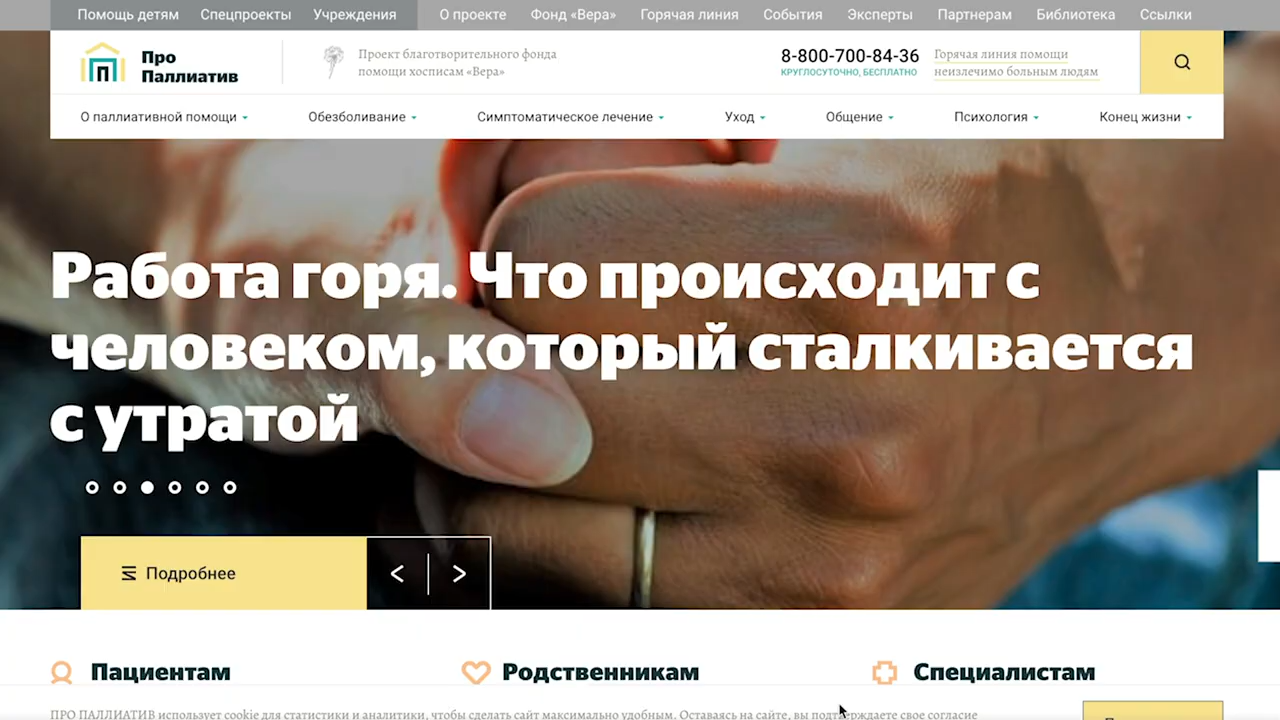 Помощь детям Спецпроекты Учреждения О проекте Фонд «Вера» Горячая линия События Эксперты Партнерам Библиотека Ссылки
Про
Паллиатив
Проект благотворительного фонда
помощи хосписам «Вера»
8-800-700-84-36
КРУГЛОСУТОЧНО, БЕСПЛАТНО
Горячая линия помощи
неизлечимо больным людям
О паллиативной помощи Обезболивание Симптоматическое лечение Уход Общение Психология Конец жизни
Работа горя. Что происходит с
человеком, который сталкивается
с утратой
Подробнее
Пациентам Родственникам Специалистам
ПРО ПАЛЛИАТИВ использует cookie для статистики и аналитики, чтобы сделать сайт максимально удобным. Оставаясь на сайте, вы подтверждаете свое согласие